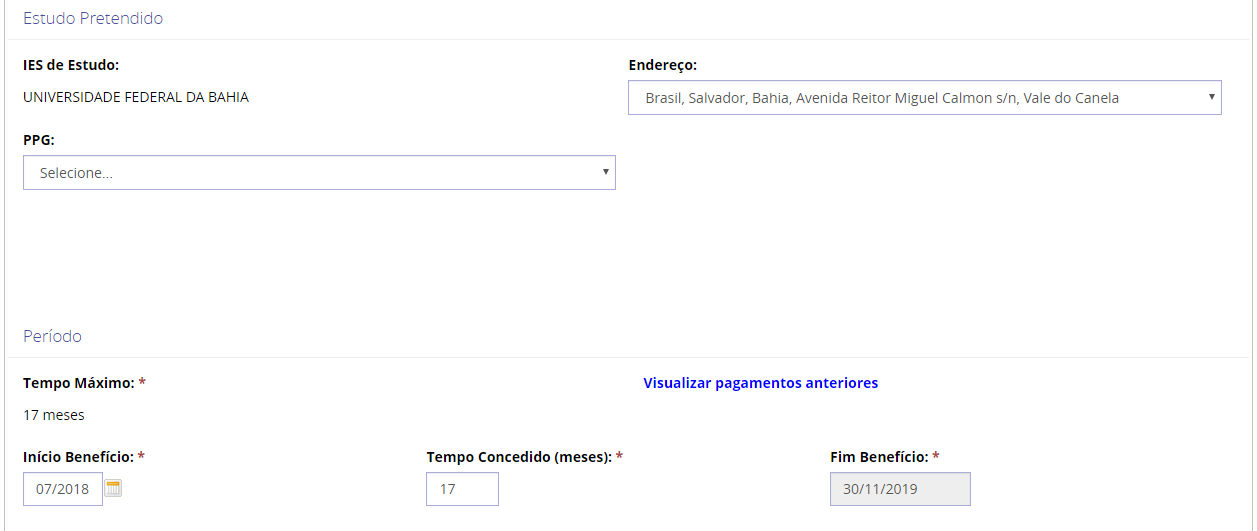 Estudo Pretendido
IES de Estudo:
Endereço:
UNIVERSIDADE FEDERAL DA BAHIA
Brasil, Salvador, Bahia, Avenida Reitor Miguel Calmon s/n, Vale do Canela
PPG:
Selecione...
Período
Tempo Máximo: *
Visualizar pagamentos anteriores
17 meses
Início Benefício: *
Tempo Concedido (meses): *
Fim Benefício: *
07/2018
17
30/11/2019